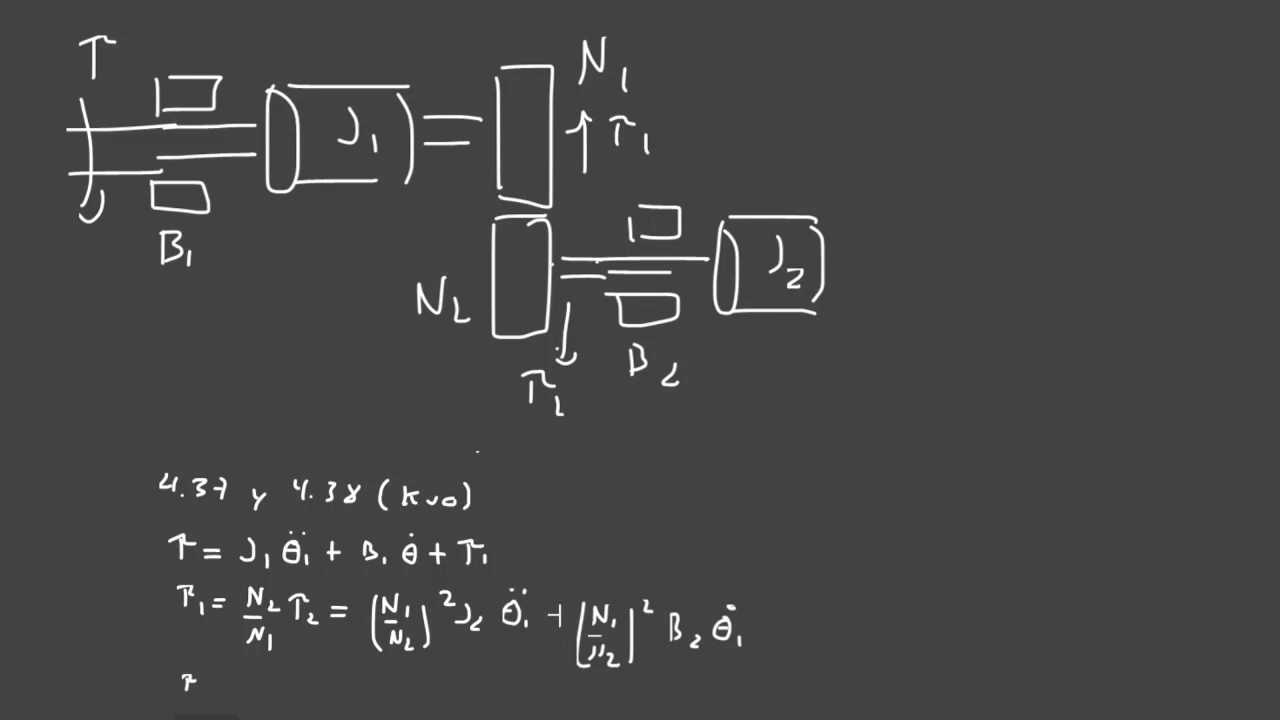 T
N₁
J₁
T₁
B₁
J₂
N₂
B₂
T₂
4.37 y 4.38 (kuo)
T = J₁ θ̈₁ + B₁ θ̇ + T₁
T₁ = N₂/N₁ T₂ = (N₁/N₂)² J₂ θ̈₁ + (N₁/N₂)² B₂ θ̇₁
T